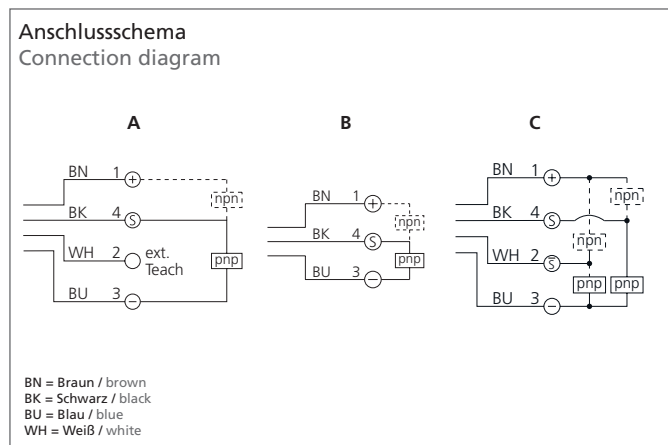 Anschlussschema
Connection diagram
A
BN 1 +
npn
BK 4 S
WH 2 ext.
Teach
pnp
BU 3 −
B
BN 1 +
npn
BK 4 S
pnp
BU 3 −
C
BN 1 +
npn
BK 4 S
npn
WH 2 S̅
pnp pnp
BU 3 −
BN = Braun / brown
BK = Schwarz / black
BU = Blau / blue
WH = Weiß / white